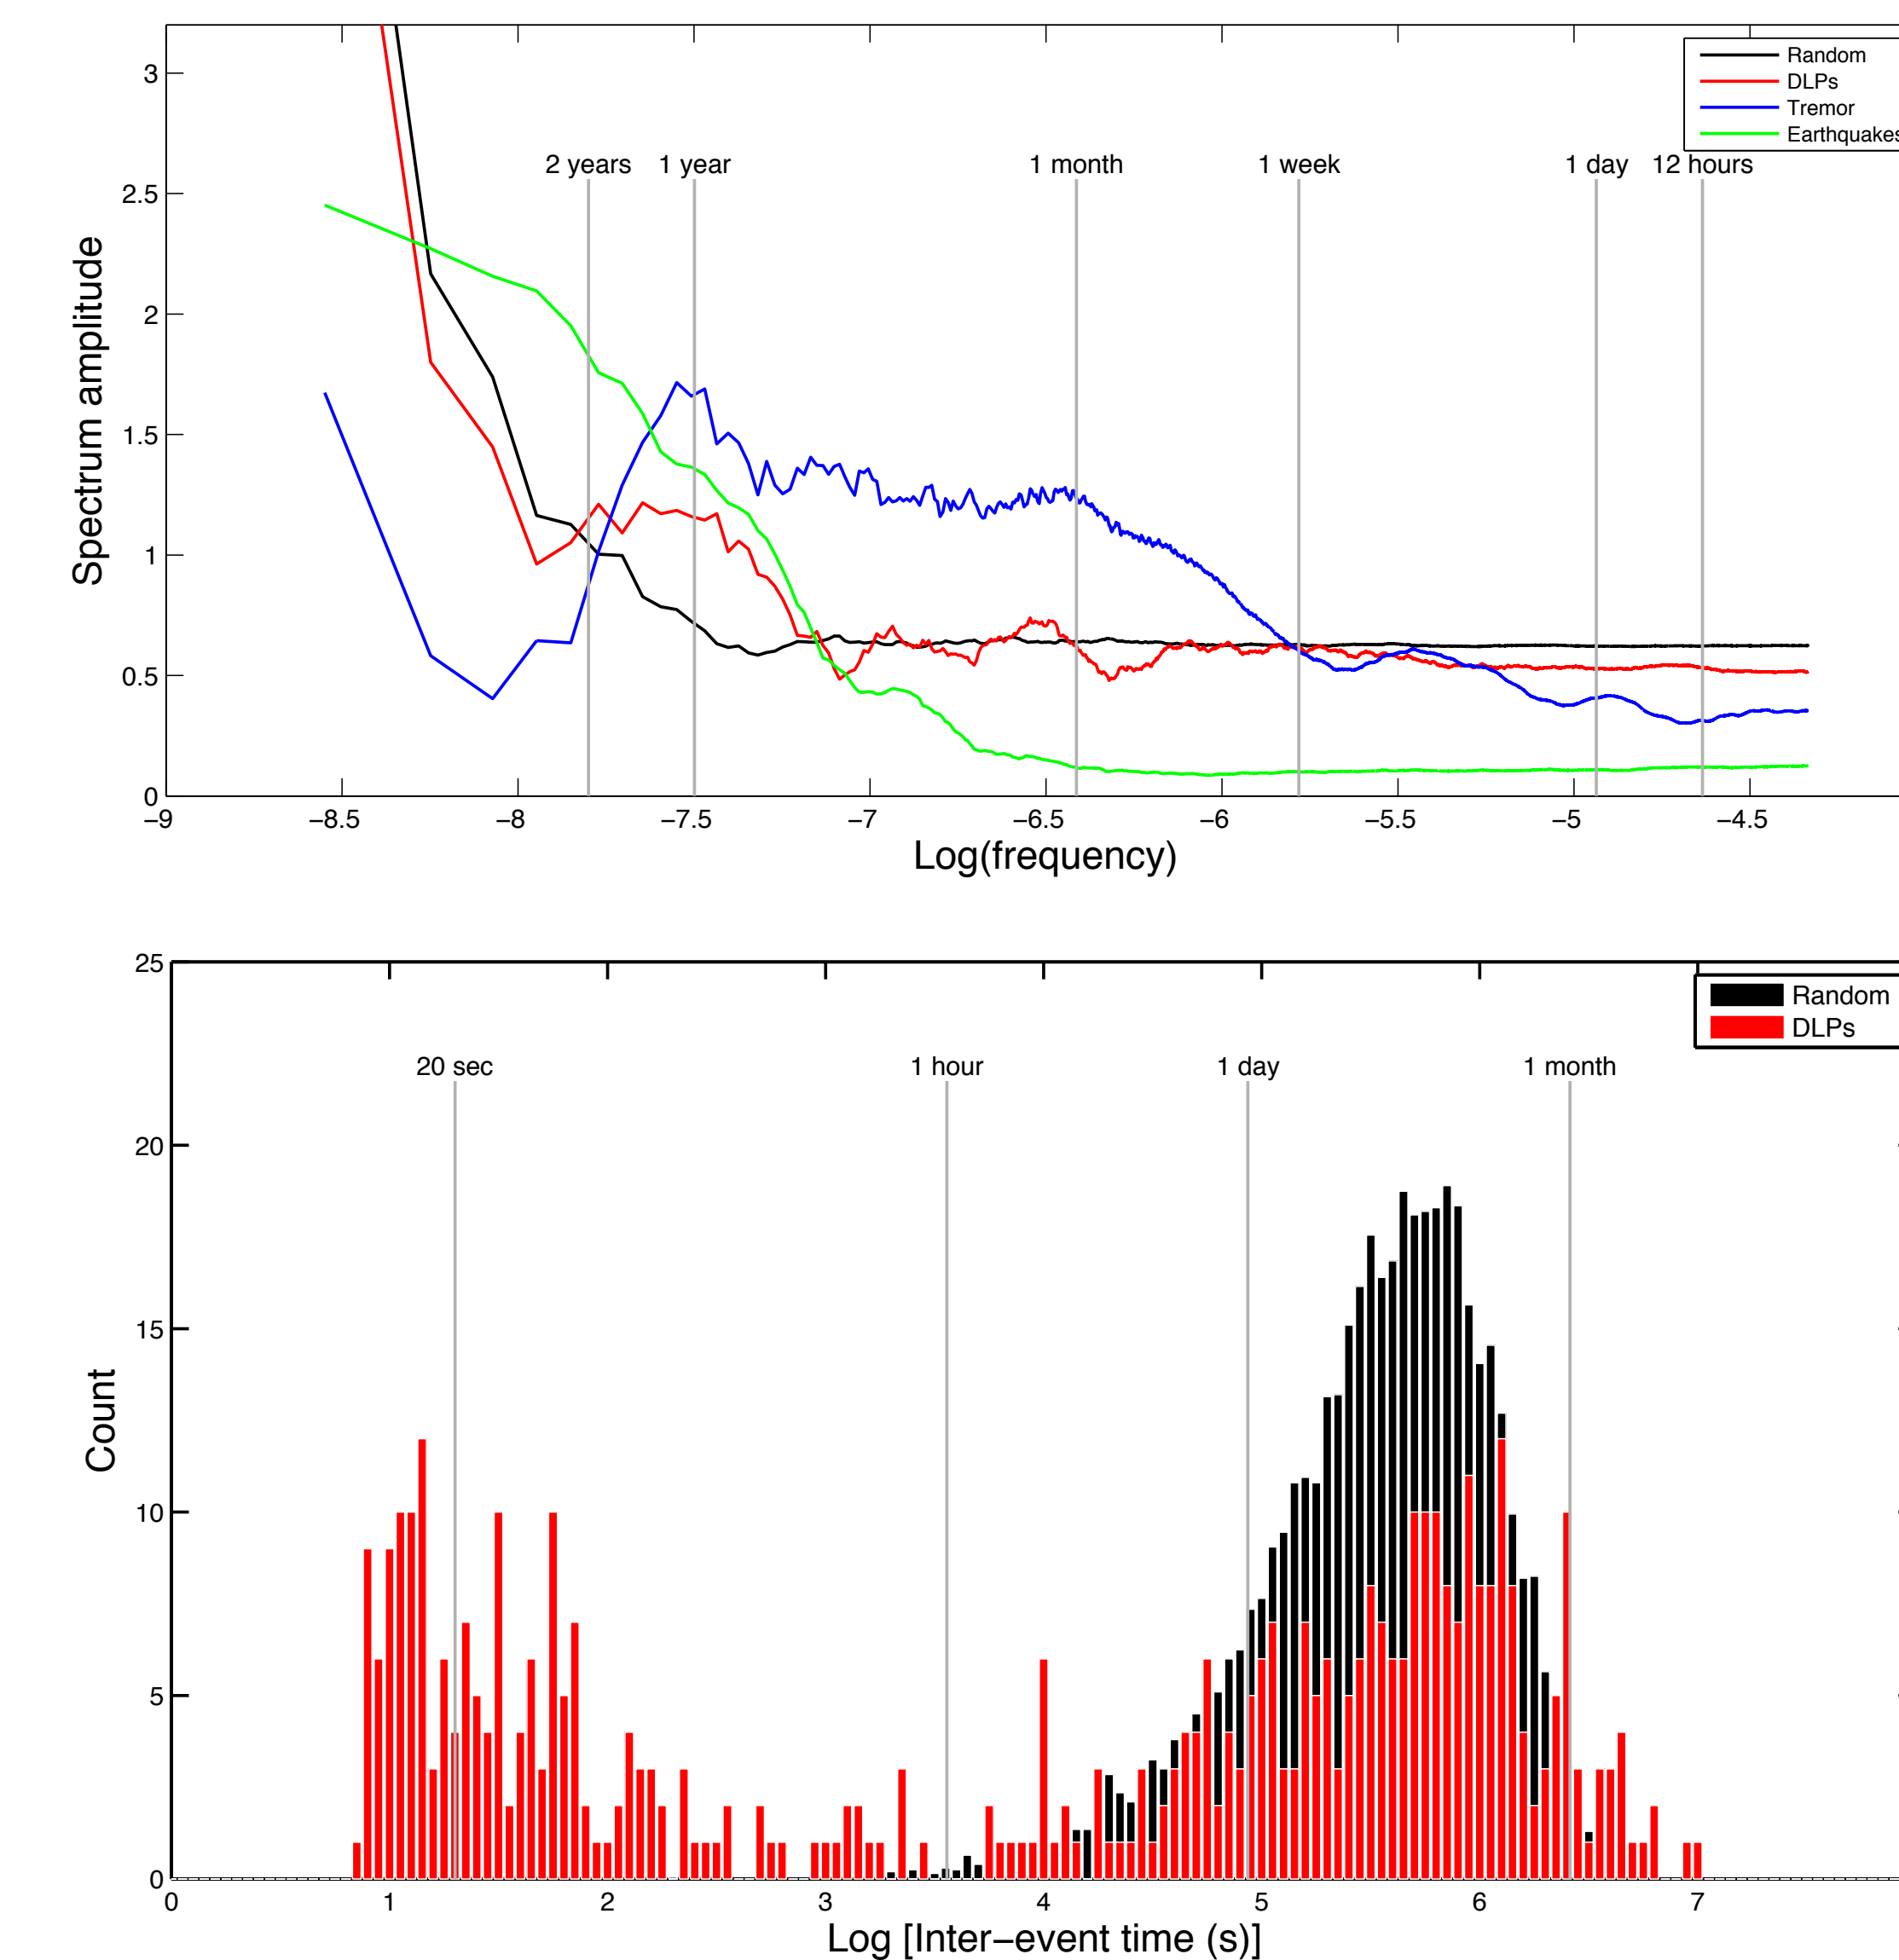 3
2.5
2
1.5
1
0.5
0
Spectrum amplitude
Random
DLPs
Tremor
Earthquakes
2 years 1 year 1 month 1 week 1 day 12 hours
−9 −8.5 −8 −7.5 −7 −6.5 −6 −5.5 −5 −4.5
Log(frequency)
25
20
15
10
5
0
Count
Random
DLPs
20 sec 1 hour 1 day 1 month
0 1 2 3 4 5 6 7
Log [Inter−event time (s)]